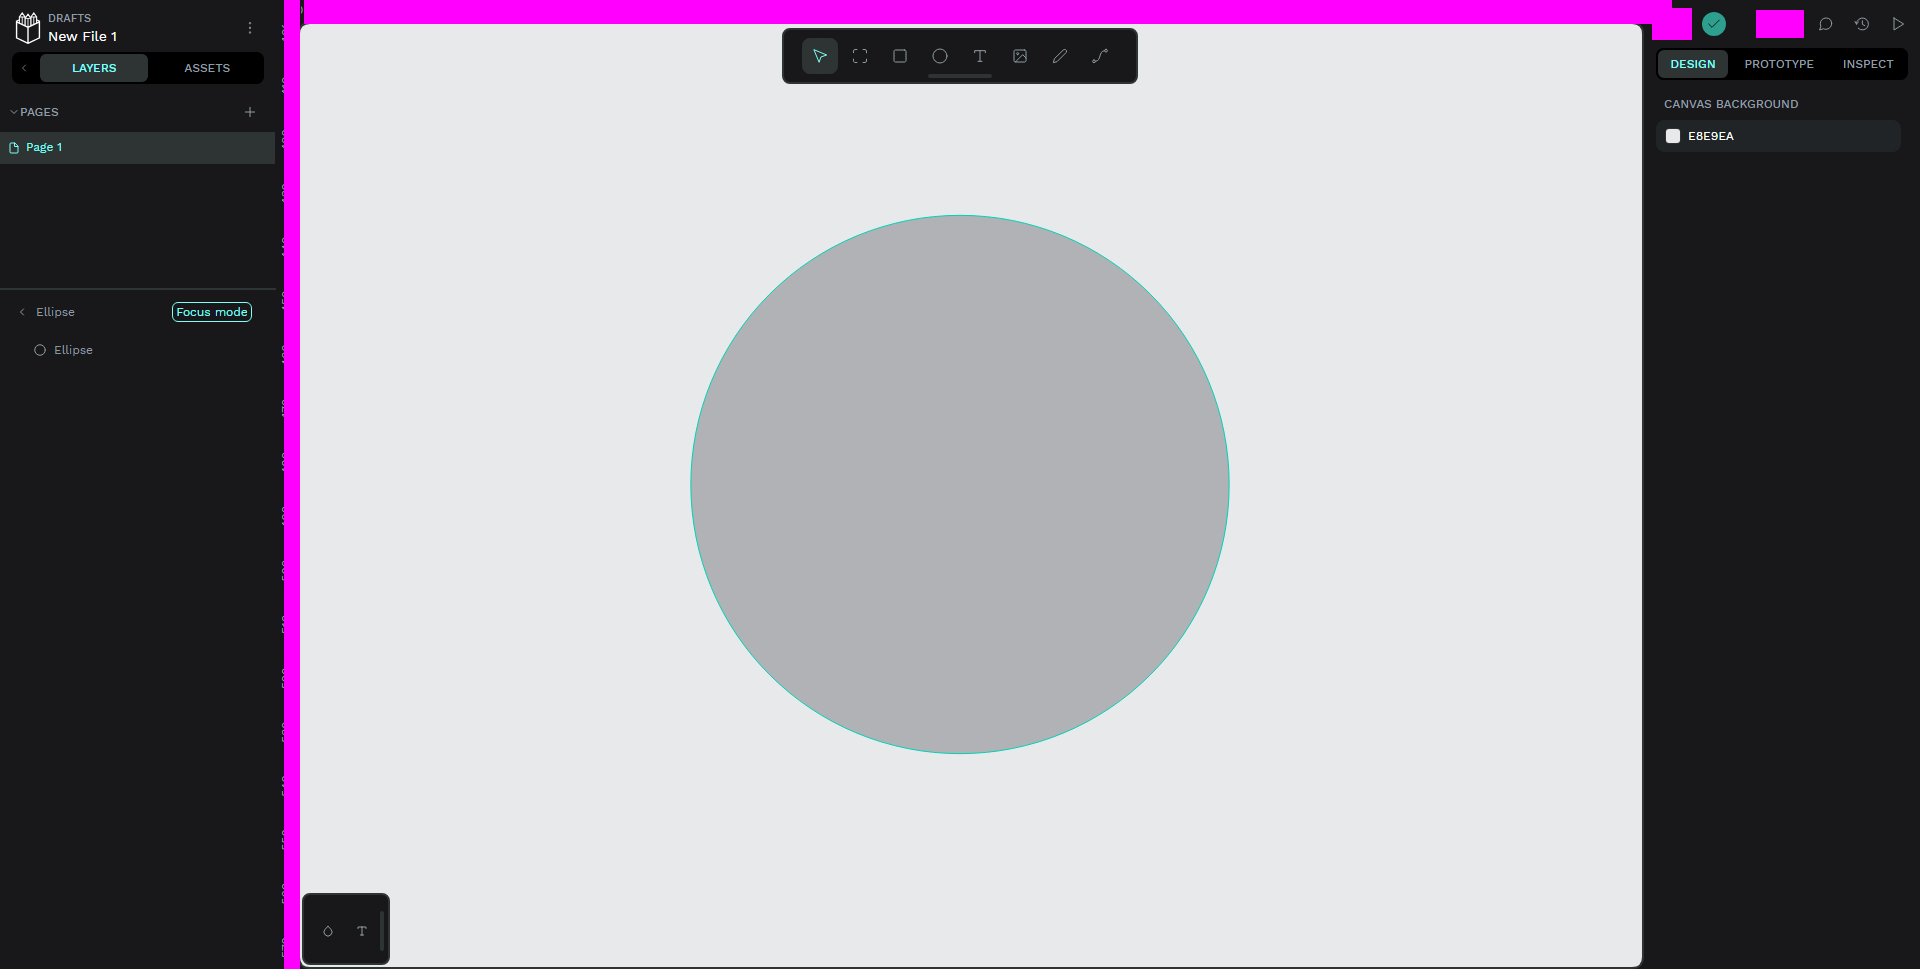 DRAFTS
New File 1
LAYERS
ASSETS
PAGES
Page 1
Ellipse
Focus mode
Ellipse
DESIGN
PROTOTYPE
INSPECT
CANVAS BACKGROUND
E8E9EA